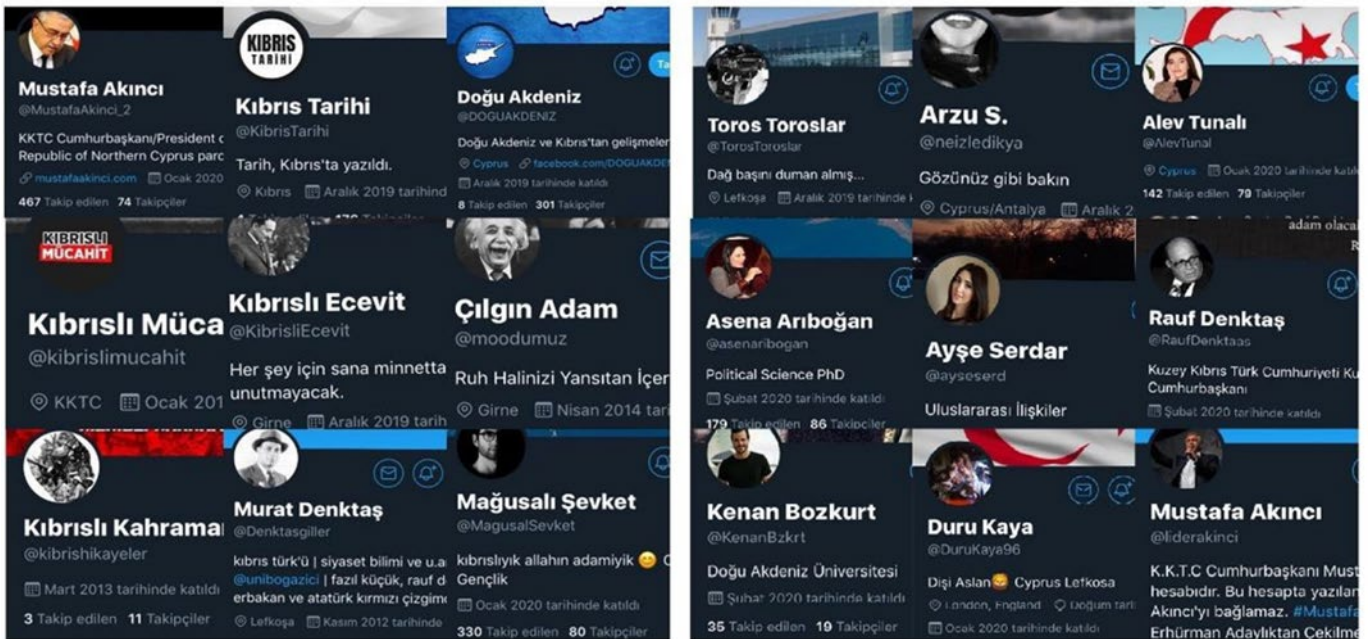 Mustafa Akıncı
@MustafaAkinci_2
KKTC Cumhurbaşkanı/President
Republic of Northern Cyprus
mustafaakinci.com Ocak 2020
467 Takip edilen 74 Takipçiler
KIBRIS
TARİHİ
Kıbrıs Tarihi
@KibrisTarihi
Tarih, Kıbrıs'ta yazıldı.
Kıbrıs Aralık 2019 tarihind
Ta
Doğu Akdeniz
@DOGUAKDENIZ
Doğu Akdeniz ve Kıbrıs'tan gelişmeler
Cyprus facebook.com/DOGUAKDE
Aralık 2019 tarihinde katıldı
8 Takip edilen 301 Takipçiler
Toros Toroslar
@TorosToroslar
Dağ başını duman almış...
Lefkoşa Aralık 2019 tarihinde
Arzu S.
@neizledikya
Gözünüz gibi bakın
Cyprus/Antalya Aralık 2
Alev Tunalı
@AlevTunal
Cyprus Ocak 2020 tarihinde katıl
142 Takip edilen 79 Takipçiler
KIBRISLI
MÜCAHİT
Kıbrıslı Müca
@kibrislimucahit
KKTC Ocak 201
Kıbrıslı Ecevit
@KibrisliEcevit
Her şey için sana minnetta
unutmayacak.
Girne Aralık 2019 tarih
Çılgın Adam
@moodumuz
Ruh Halinizi Yansıtan İçer
Girne Nisan 2014 tari
Asena Arıboğan
@asenaribogan
Political Science PhD
Şubat 2020 tarihinde katıldı
179 Takip edilen 86 Takipçiler
Ayşe Serdar
@ayseserd
Uluslararası İlişkiler
adam olaca
R
Rauf Denktaş
@RaufDenktaas
Kuzey Kıbrıs Türk Cumhuriyeti Ku
Cumhurbaşkanı
Şubat 2020 tarihinde katıldı
Kıbrıslı Kahrama
@kibrishikayeler
Mart 2013 tarihinde katıldı
3 Takip edilen 11 Takipçiler
Murat Denktaş
@Denktasgiller
kıbrıs türk'ü | siyaset bilimi ve u.a
@unibogazici | fazıl küçük, rauf d
erbakan ve atatürk kırmızı çizgim
Lefkoşa Kasım 2012 tarihinde
Mağusalı Şevket
@MagusalSevket
kıbrıslıyık allahın adamiyik 😊
Gençlik
Ocak 2020 tarihinde katıldı
330 Takip edilen 80 Takipçiler
Kenan Bozkurt
@KenanBzkrt
Doğu Akdeniz Üniversitesi
Şubat 2020 tarihinde katıldı
35 Takip edilen 19 Takipçiler
Duru Kaya
@DuruKaya96
Dişi Aslan🦁 Cyprus Lefkosa
London, England Doğum tari
Ocak 2020 tarihinde katıldı
Mustafa Akıncı
@liderakinci
K.K.T.C Cumhurbaşkanı Must
hesabıdır. Bu hesapta yazılan
Akıncı'yı bağlamaz. #Mustafa
Erhürman Adaylıktan Çekilme